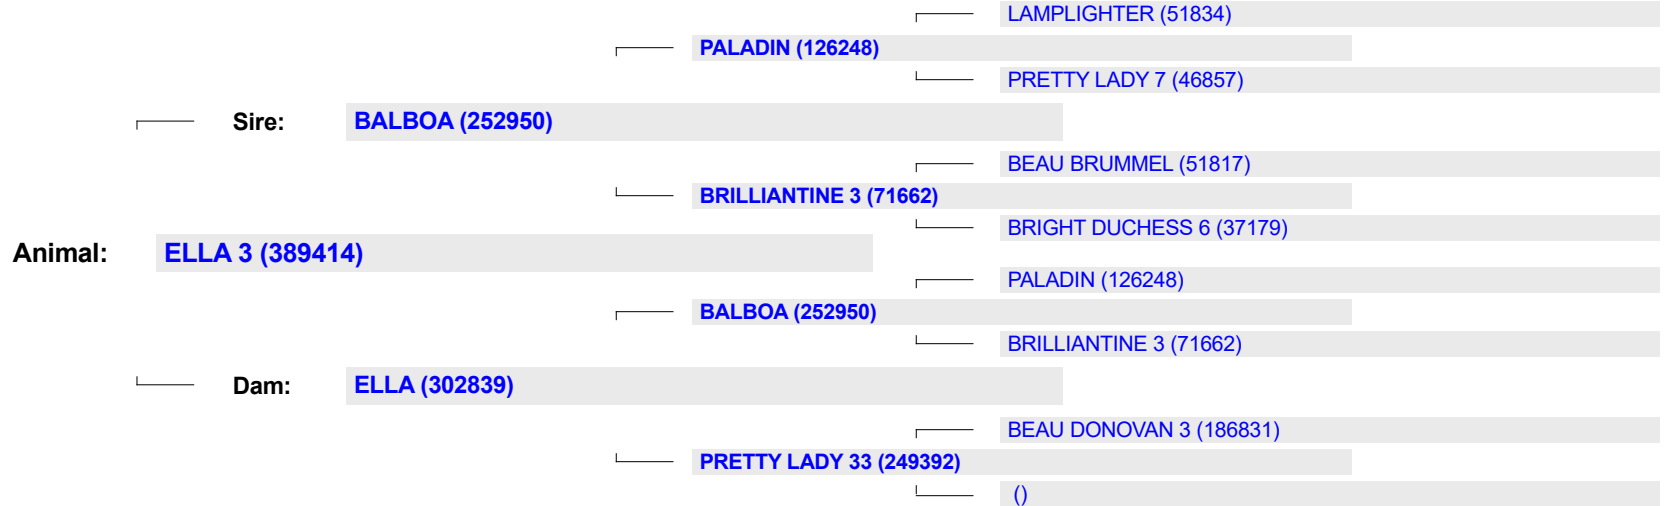 LAMPLIGHTER (51834)
PALADIN (126248)
PRETTY LADY 7 (46857)
Sire: BALBOA (252950)
BEAU BRUMMEL (51817)
BRILLIANTINE 3 (71662)
BRIGHT DUCHESS 6 (37179)
Animal: ELLA 3 (389414)
PALADIN (126248)
BALBOA (252950)
BRILLIANTINE 3 (71662)
Dam: ELLA (302839)
BEAU DONOVAN 3 (186831)
PRETTY LADY 33 (249392)
()